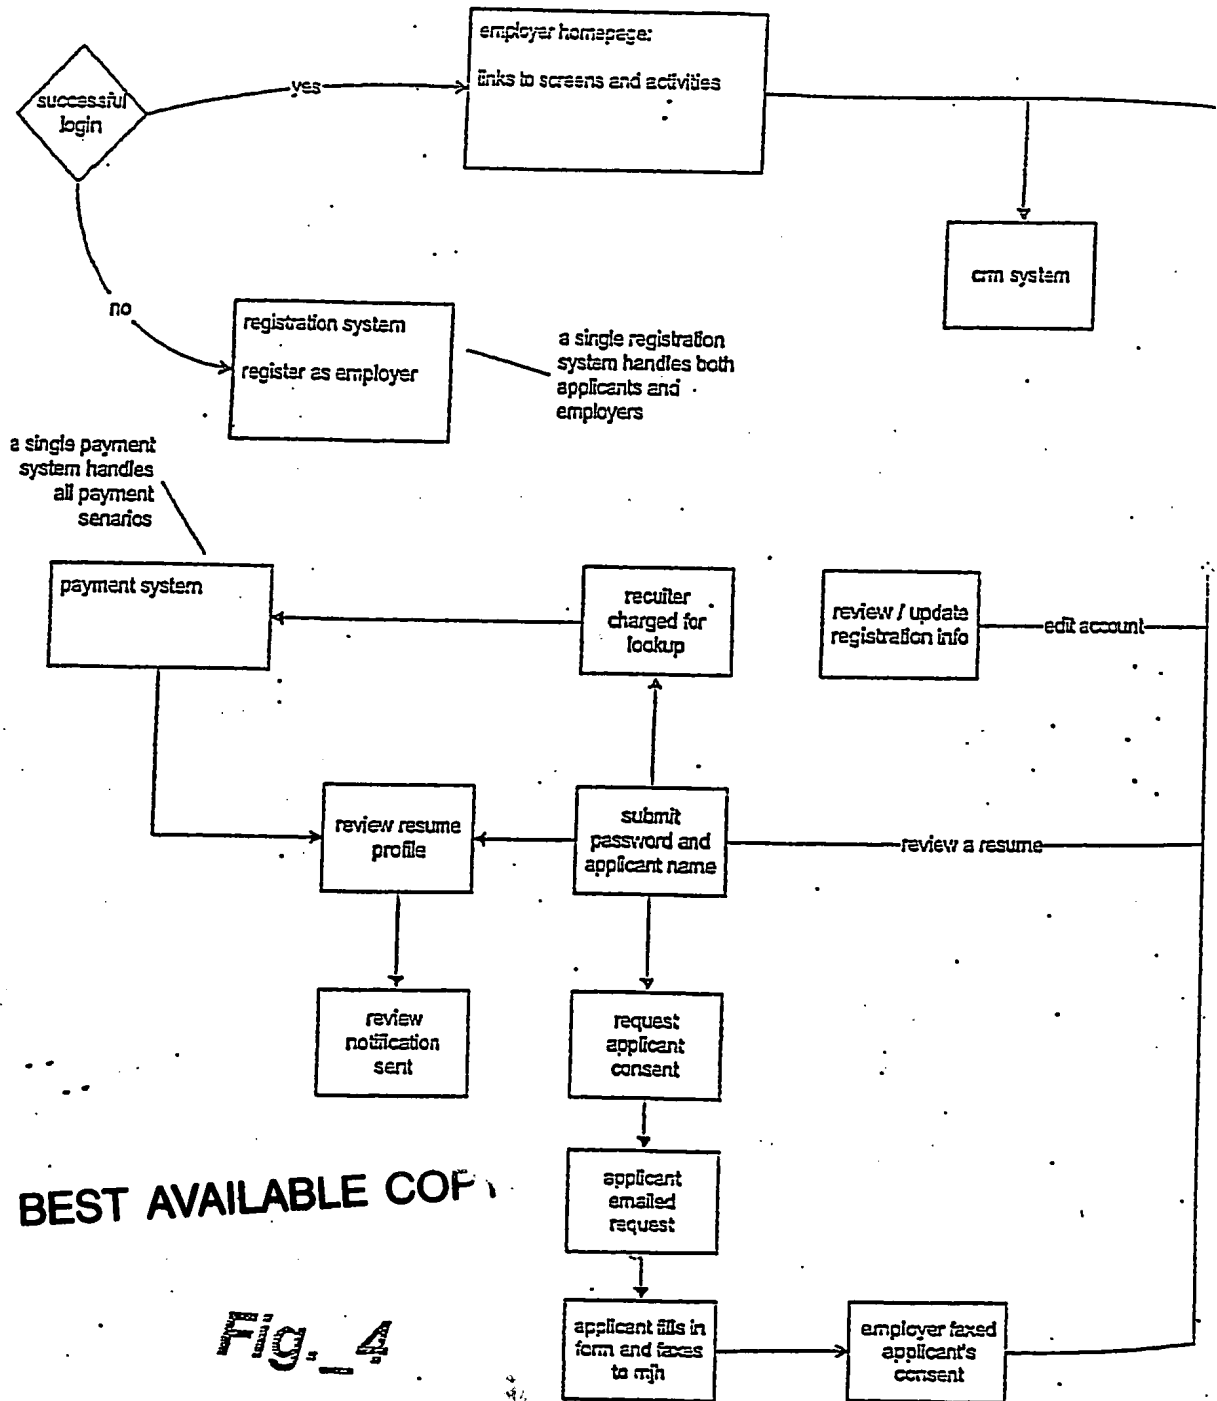 employer homepage:
links to screens and activities
successful
login
yes
crm system
no
registration system
register as employer
a single registration
system handles both
applicants and
employers
a single payment
system handles
all payment
senarios
payment system
recuiter
charged for
lookup
review / update
registration info
edit account
review resume
profile
submit
password and
applicant name
review a resume
review
notification
sent
request
applicant
consent
applicant
emailed
request
BEST AVAILABLE
Fig._4
applicant fills in
form and faxes
to mjh
employer faxed
applicant's
consent